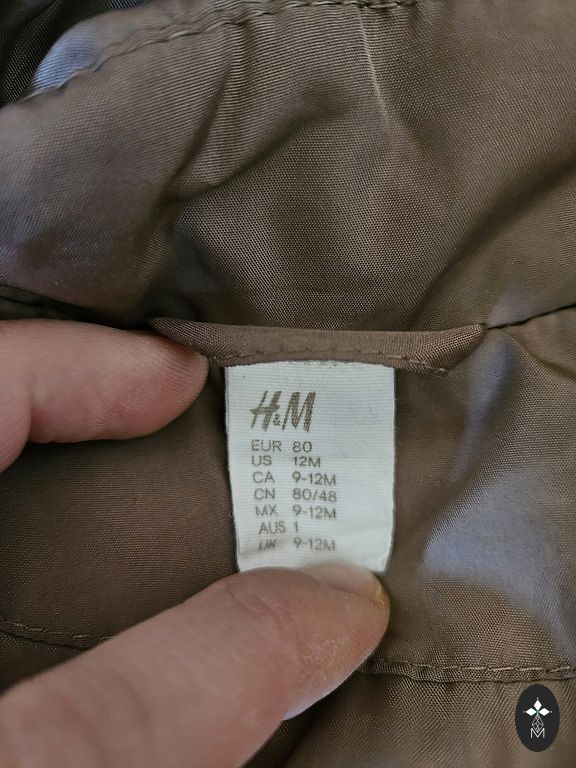 H&M
EUR 80
US 12M
CA 9-12M
CN 80/48
MX 9-12M
AUS 1
UK 9-12M
M